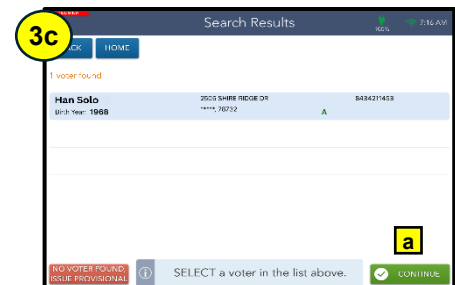 3c
Search Results
100%
7:16 AM
BACK HOME
1 voter found
Han Solo
Birth Year: 1968
2505 SHIRE RIDGE DR
*****, 78732
A
a
NO VOTER FOUND,
ISSUE PROVISIONAL
i
SELECT a voter in the list above.
CONTINUE